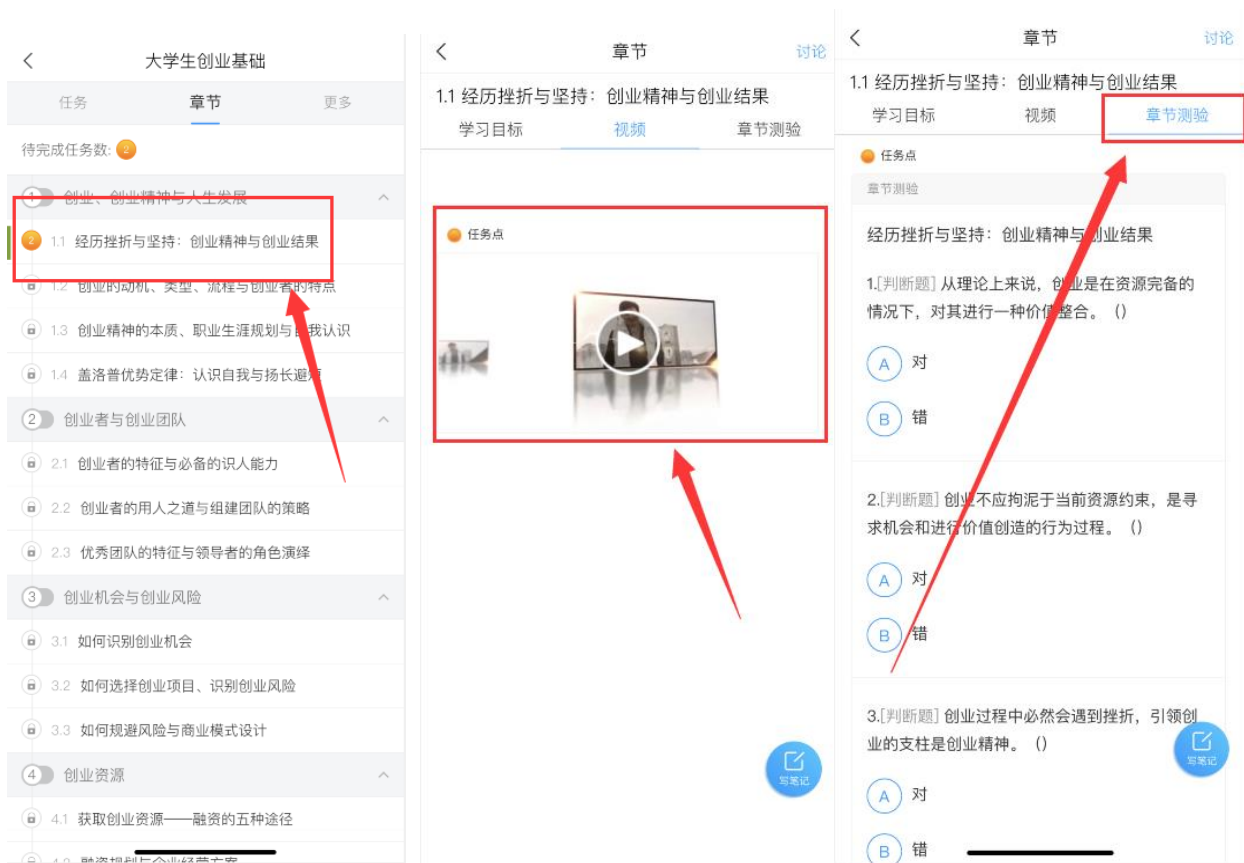 大学生创业基础
任务 章节 更多
待完成任务数: 2
1 创业、创业精神与人生发展
2 1.1 经历挫折与坚持：创业精神与创业结果
1.2 创业的动机、类型、流程与创业者的特点
1.3 创业精神的本质、职业生涯规划与自我认识
1.4 盖洛普优势定律：认识自我与扬长避短
2 创业者与创业团队
2.1 创业者的特征与必备的识人能力
2.2 创业者的用人之道与组建团队的策略
2.3 优秀团队的特征与领导者的角色演绎
3 创业机会与创业风险
3.1 如何识别创业机会
3.2 如何选择创业项目、识别创业风险
3.3 如何规避风险与商业模式设计
4 创业资源
4.1 获取创业资源——融资的五种途径
章节 讨论
1.1 经历挫折与坚持：创业精神与创业结果
学习目标 视频 章节测验
任务点
写笔记
章节 讨论
1.1 经历挫折与坚持：创业精神与创业结果
学习目标 视频 章节测验
任务点
章节测验
经历挫折与坚持：创业精神与创业结果
1.[判断题] 从理论上来说，创业是在资源完备的
情况下，对其进行一种价值整合。（）
A 对
B 错
2.[判断题] 创业不应拘泥于当前资源约束，是寻
求机会和进行价值创造的行为过程。（）
A 对
B 错
3.[判断题] 创业过程中必然会遇到挫折，引领创
业的支柱是创业精神。（）
A 对
B 错
写笔记